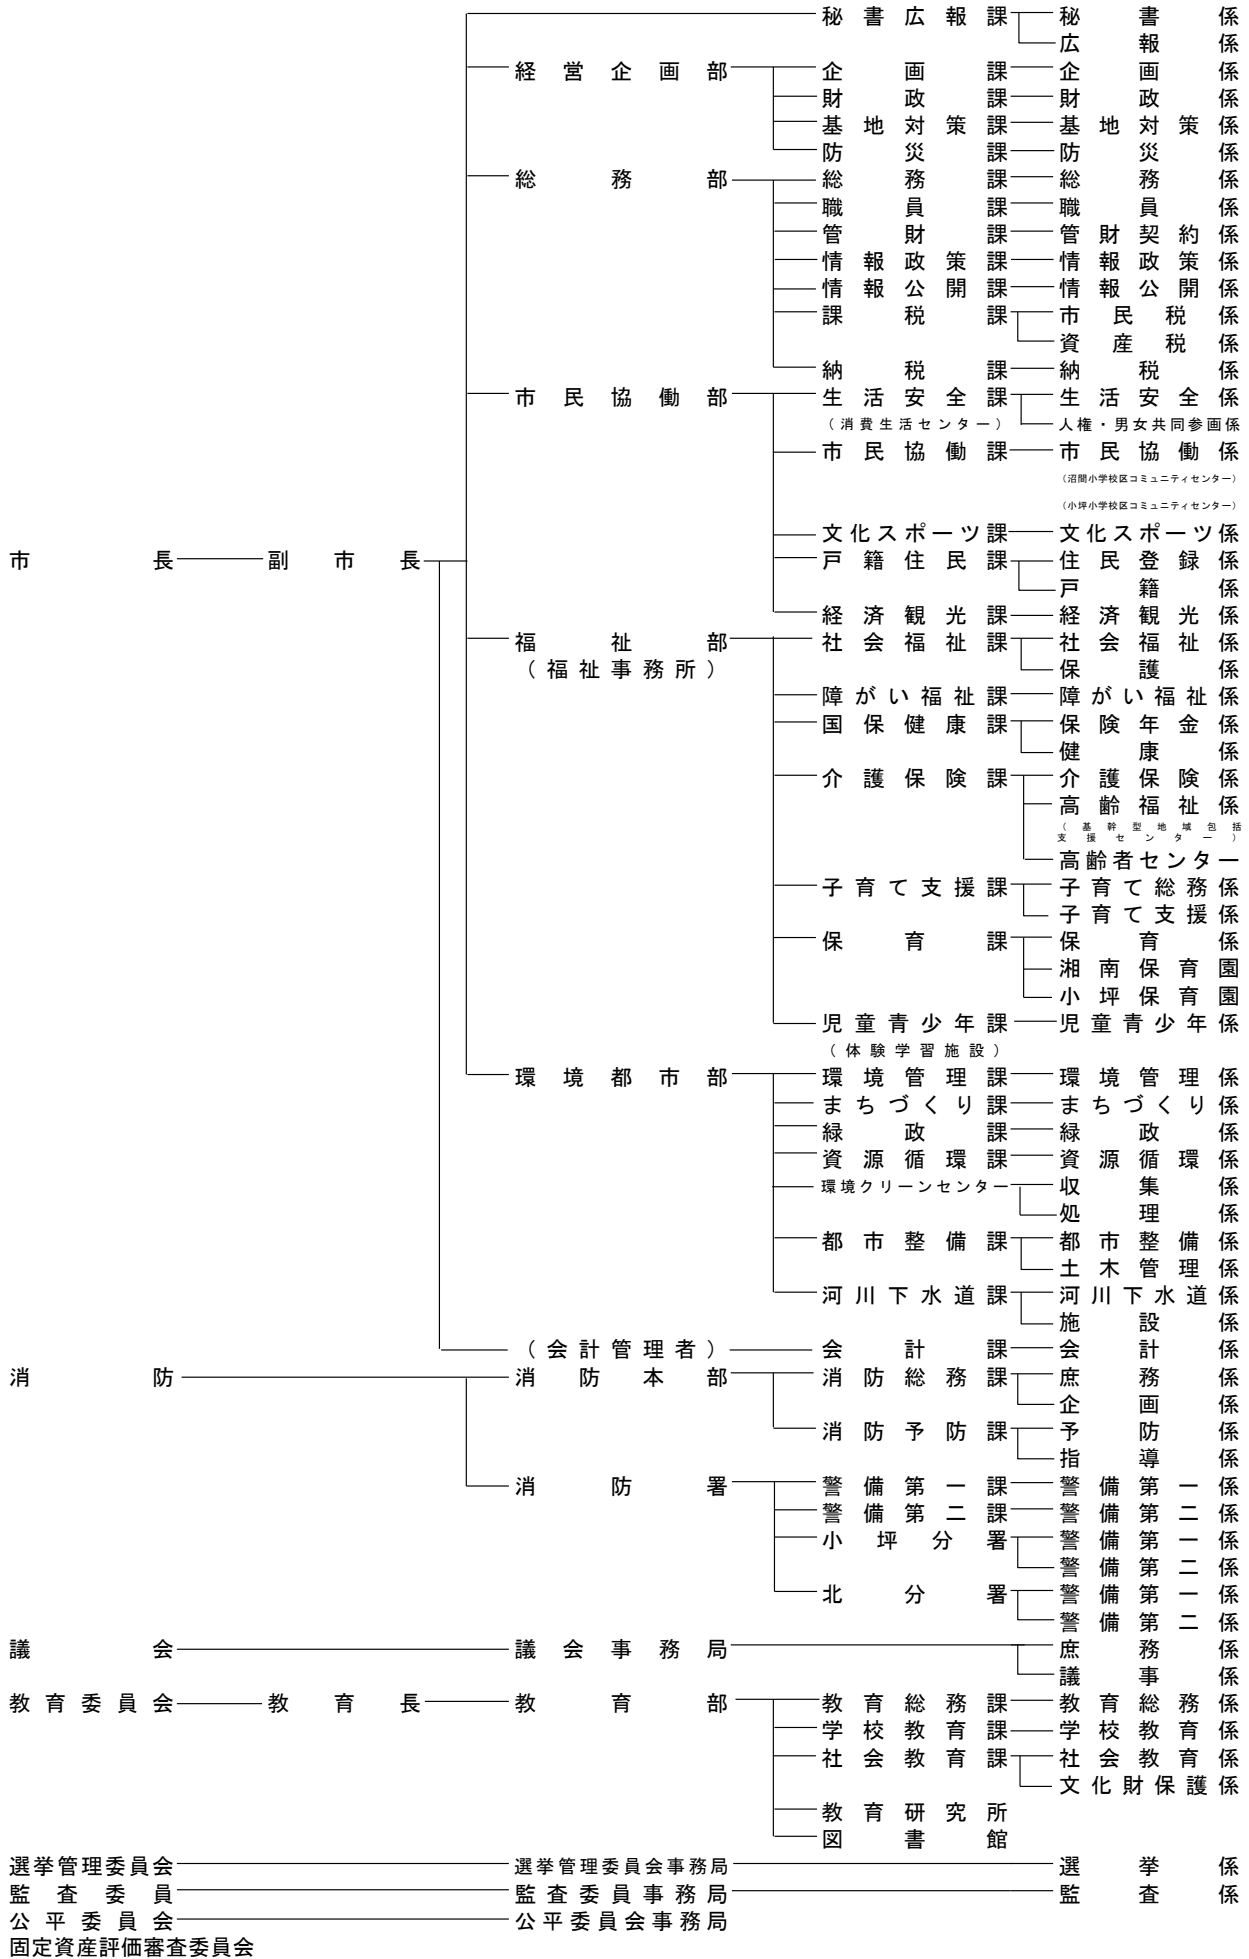 秘書広報課 秘書係
広報係
経営企画部 企画課 企画係
財政課 財政係
基地対策課 基地対策係
防災課 防災係
総務部 総務課 総務係
職員課 職員係
管財課 管財契約係
情報政策課 情報政策係
情報公開課 情報公開係
課税課 市民税係
資産税係
納税課 納税係
市民協働部 生活安全課 生活安全係
(消費生活センター) 人権・男女共同参画係
市民協働課 市民協働係
(沼間小学校区コミュニティセンター)
(小坪小学校区コミュニティセンター)
文化スポーツ課 文化スポーツ係
市長 副市長 戸籍住民課 住民登録係
戸籍係
経済観光課 経済観光係
福祉部 社会福祉課 社会福祉係
(福祉事務所) 保護係
障がい福祉課 障がい福祉係
国保健康課 保険年金係
健康係
介護保険課 介護保険係
高齢福祉係
(基幹型地域包括
支援センター)
高齢者センター
子育て支援課 子育て総務係
子育て支援係
保育課 保育係
湘南保育園
小坪保育園
児童青少年課 児童青少年係
(体験学習施設)
環境都市部 環境管理課 環境管理係
まちづくり課 まちづくり係
緑政課 緑政係
資源循環課 資源循環係
環境クリーンセンター 収集係
処理係
都市整備課 都市整備係
土木管理係
河川下水道課 河川下水道係
施設係
(会計管理者) 会計課 会計係
消防 消防本部 消防総務課 庶務係
企画係
消防予防課 予防係
指導係
消防署 警備第一課 警備第一係
警備第二課 警備第二係
小坪分署 警備第一係
警備第二係
北分署 警備第一係
警備第二係
議会 議会事務局 庶務係
議事係
教育委員会 教育長 教育部 教育総務課 教育総務係
学校教育課 学校教育係
社会教育課 社会教育係
文化財保護係
教育研究所
図書館
選挙管理委員会 選挙管理委員会事務局 選挙係
監査委員 監査委員事務局 監査係
公平委員会 公平委員会事務局
固定資産評価審査委員会